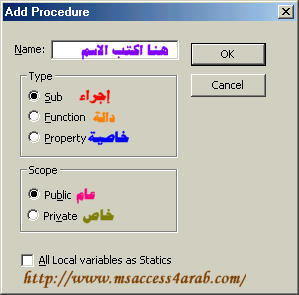 Add Procedure
Name: هنا اكتب الاسم
OK
Cancel
Type
Sub إجراء
Function دالة
Property خاصية
Scope
Public عام
Private خاص
All Local variables as Statics
http://www.msaccess4arab.com/